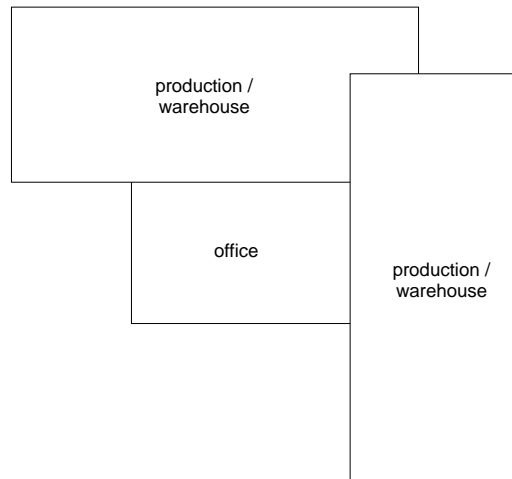 production /
warehouse
office
production /
warehouse